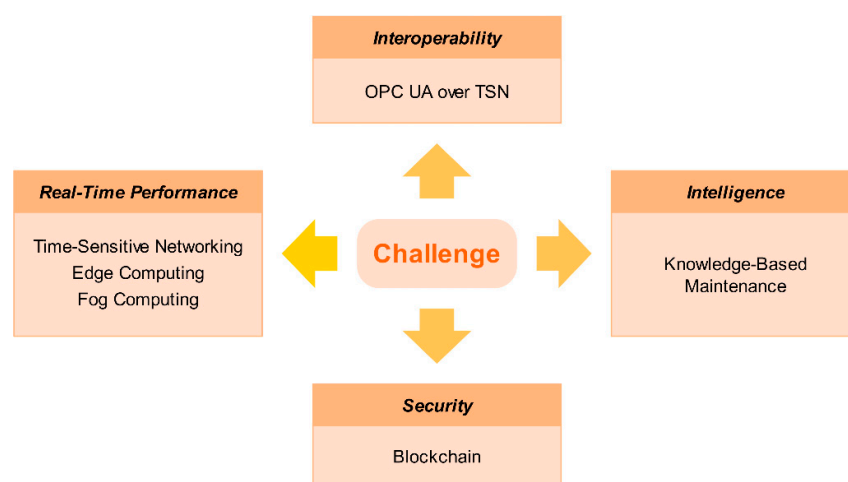 Interoperability
OPC UA over TSN
Real-Time Performance
Time-Sensitive Networking
Edge Computing
Fog Computing
Challenge
Intelligence
Knowledge-Based
Maintenance
Security
Blockchain